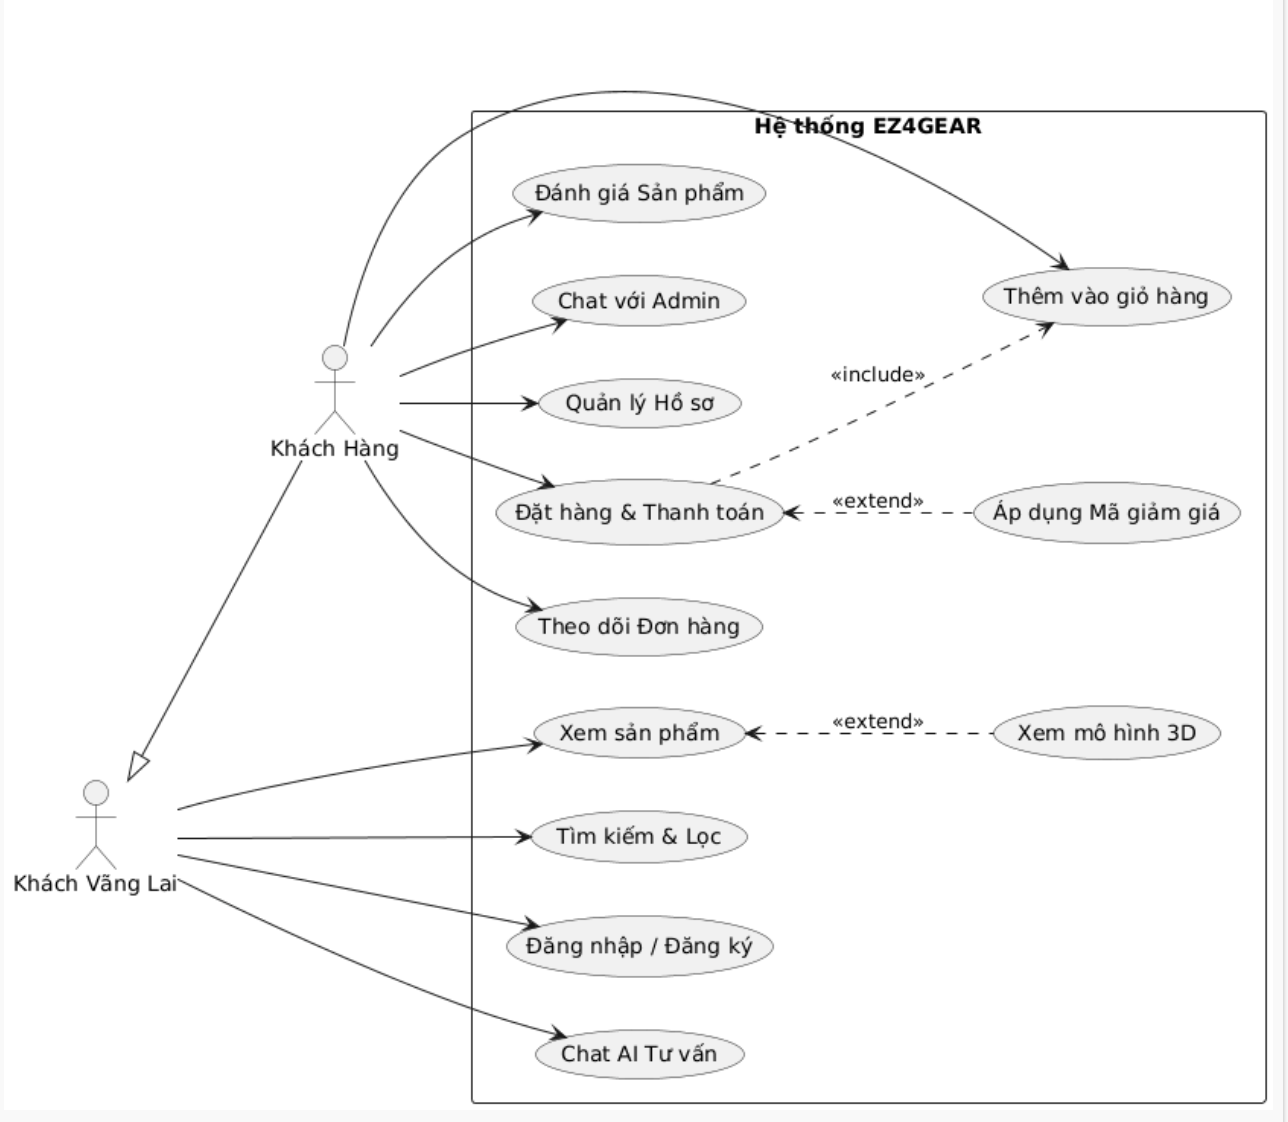 Hệ thống EZ4GEAR
Đánh giá Sản phẩm
Chat với Admin
Thêm vào giỏ hàng
«include»
Quản lý Hồ sơ
Khách Hàng
Đặt hàng & Thanh toán
«extend»
Áp dụng Mã giảm giá
Theo dõi Đơn hàng
Xem sản phẩm
«extend»
Xem mô hình 3D
Tìm kiếm & Lọc
Khách Vãng Lai
Đăng nhập / Đăng ký
Chat AI Tư vấn